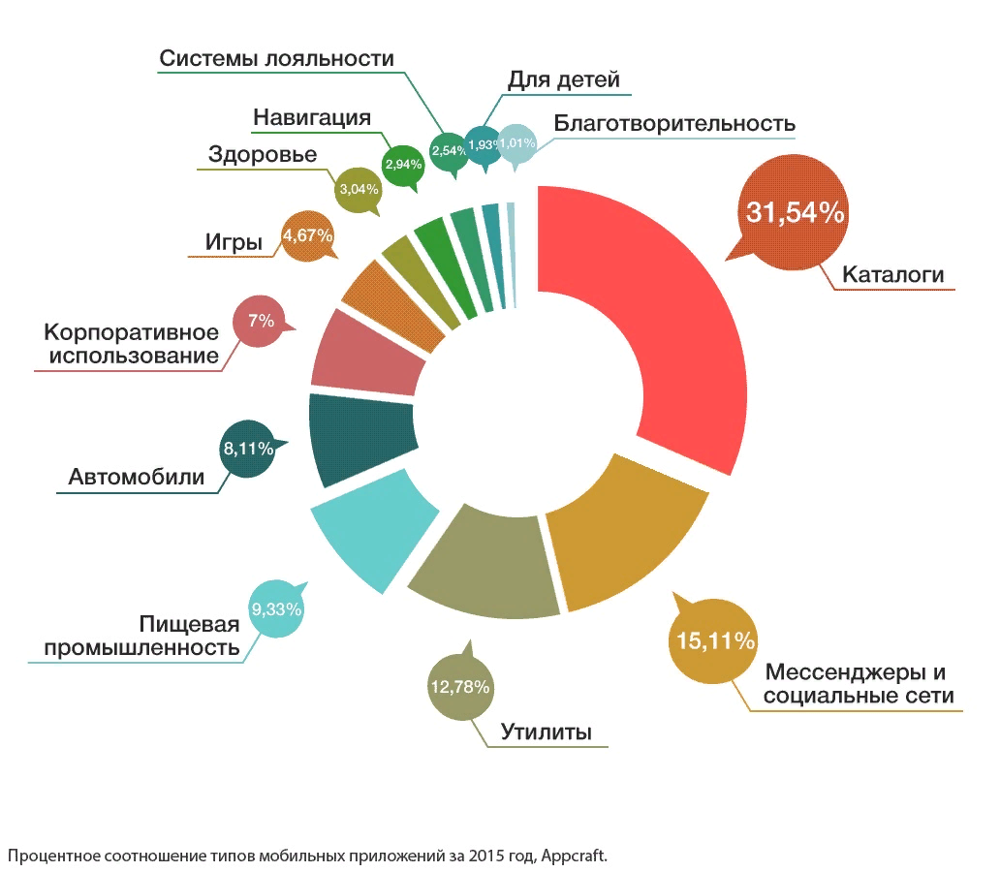 Системы лояльности
2,54%
Для детей
1,93%
Благотворительность
1,01%
Навигация
2,94%
Здоровье
3,04%
Игры
4,67%
31,54%
Каталоги
Корпоративное
использование
7%
Автомобили
8,11%
Пищевая
промышленность
9,33%
12,78%
Утилиты
15,11%
Мессенджеры и
социальные сети
Процентное соотношение типов мобильных приложений за 2015 год, Appcraft.